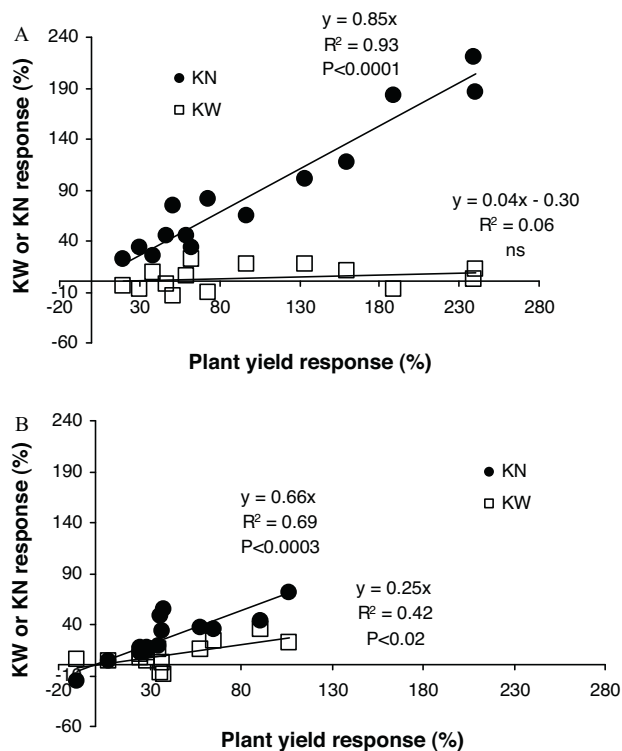 A
240
190
140
90
40
-10
-60
KW or KN response (%)
KN
KW
y = 0.85x
R² = 0.93
P<0.0001
y = 0.04x - 0.30
R² = 0.06
ns
-20 30 80 130 180 230 280
Plant yield response (%)
B
240
190
140
90
40
-10
-60
KW or KN response (%)
KN
KW
y = 0.66x
R² = 0.69
P<0.0003
y = 0.25x
R² = 0.42
P<0.02
-20 30 80 130 180 230 280
Plant yield response (%)